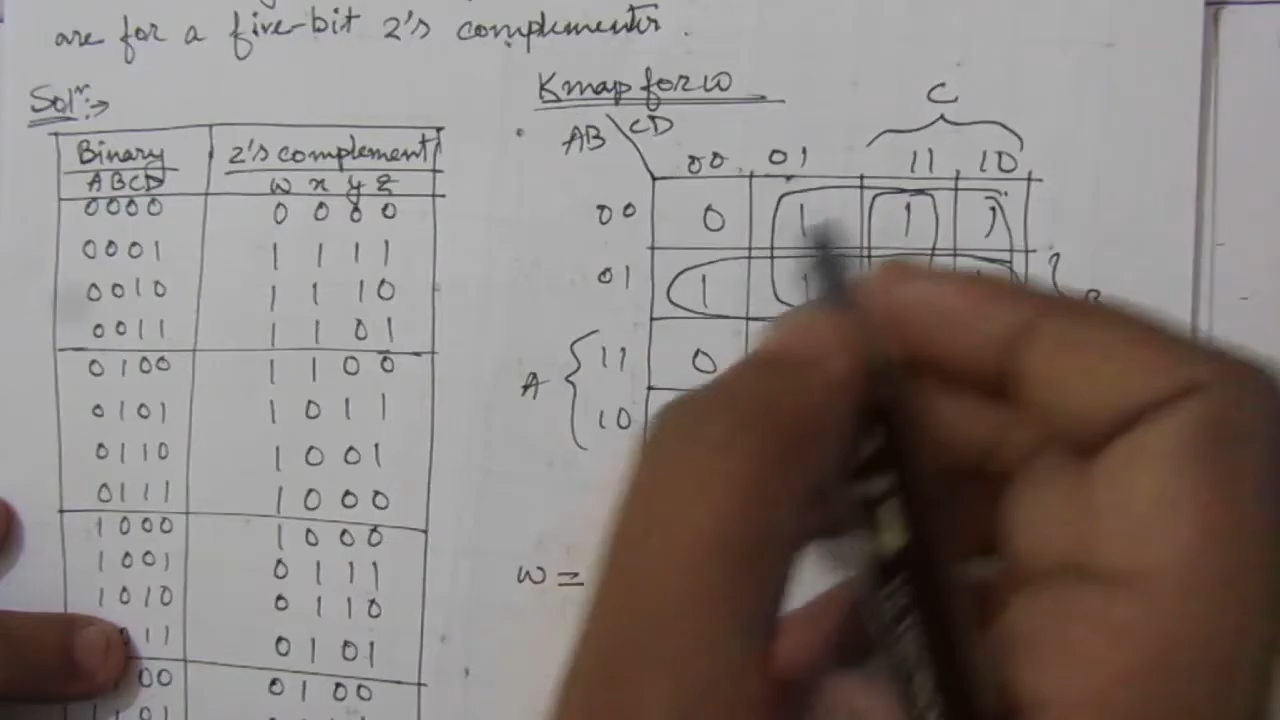 are for a five-bit 2's complementer.
Solⁿ:→
Binary 2's complement
A B C D w x y z
0000 0 0 0 0
0001 1 1 1 1
0010 1 1 1 0
0011 1 1 0 1
0100 1 1 0 0
0101 1 0 1 1
0110 1 0 0 1
0111 1 0 0 0
1000 1 0 0 0
1001 0 1 1 1
1010 0 1 1 0
11 0 1 0 1
00 0 1 0 0
1101
Kmap for w
C
AB CD
00 01 11 10
00 0 1 1 1
01 1 1
A 11 0
10
w =